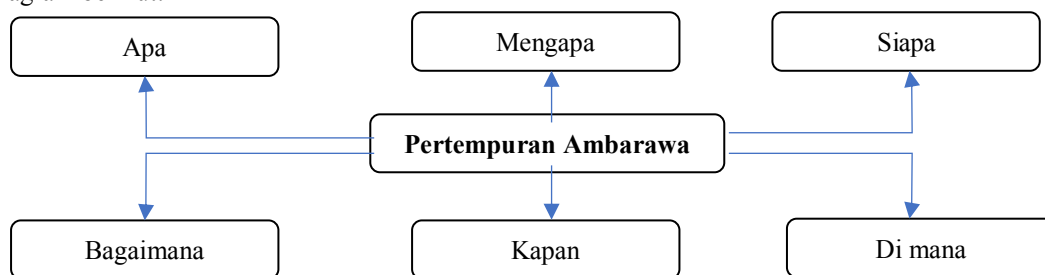 Apa
Mengapa
Siapa
Pertempuran Ambarawa
Bagaimana
Kapan
Di mana